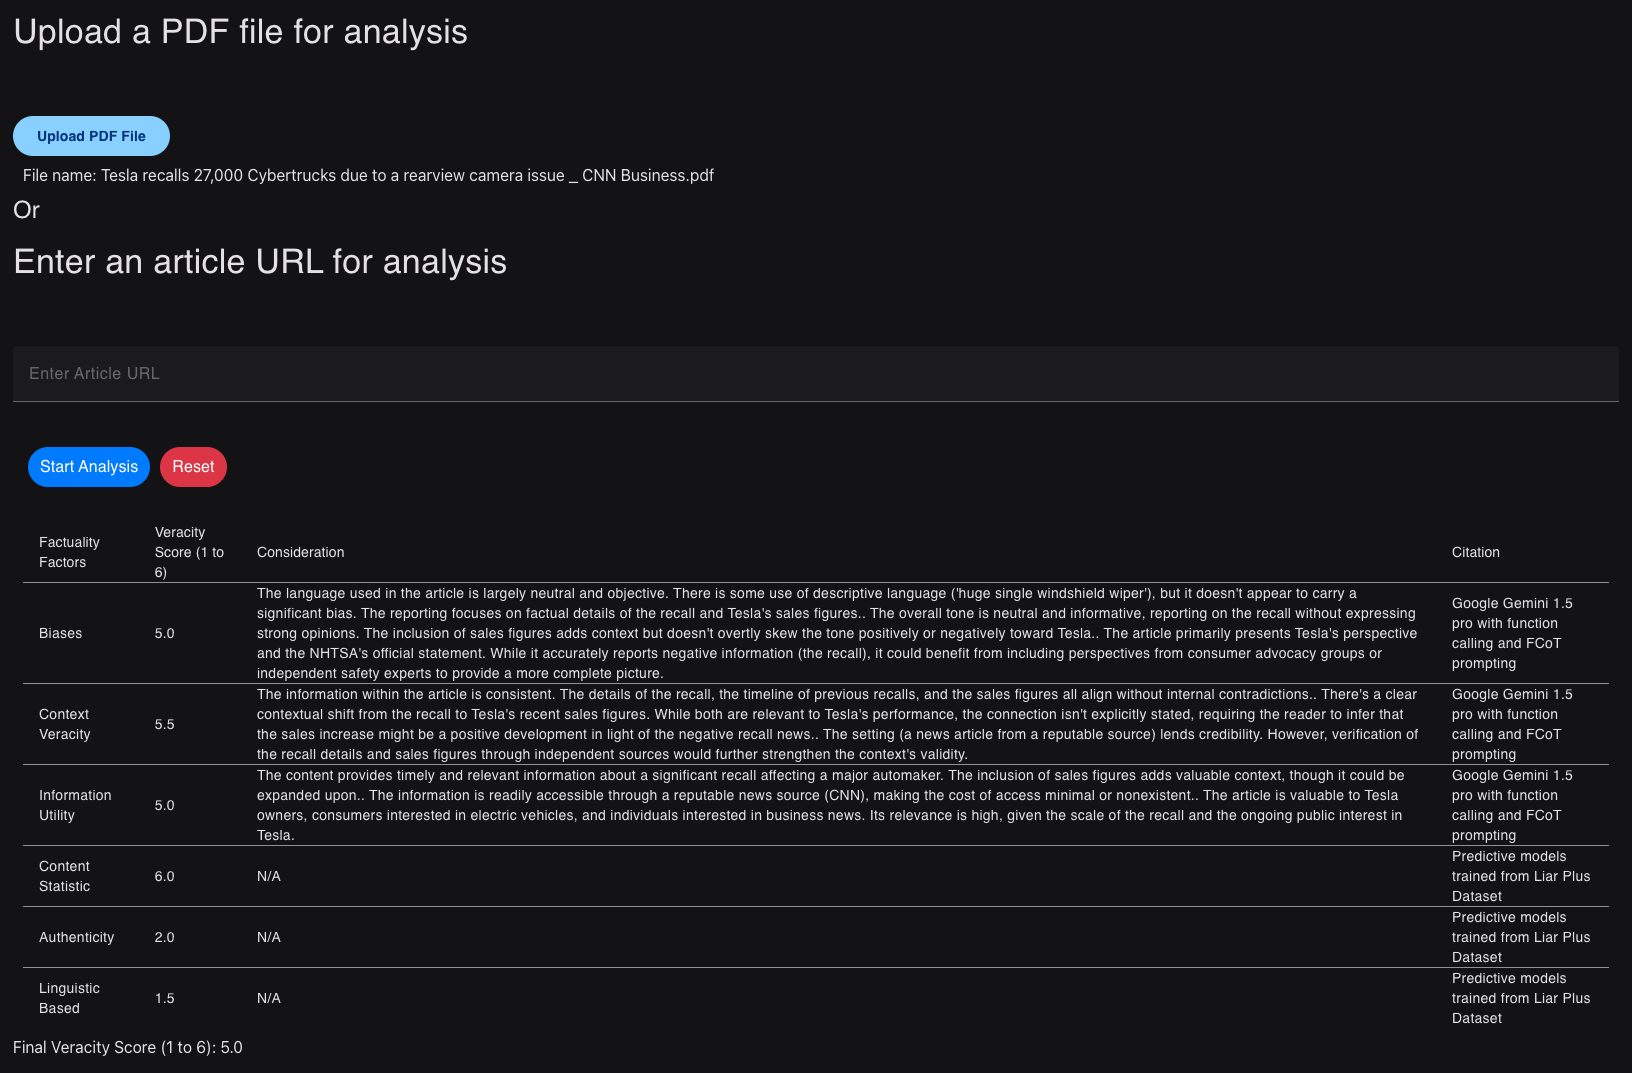 Upload a PDF file for analysis
Upload PDF File
File name: Tesla recalls 27,000 Cybertrucks due to a rearview camera issue _ CNN Business.pdf
Or
Enter an article URL for analysis
Enter Article URL
Start Analysis Reset
Factuality
Factors
Veracity
Score (1 to
6)
Consideration
Citation
Biases
5.0
The language used in the article is largely neutral and objective. There is some use of descriptive language ('huge single windshield wiper'), but it doesn't appear to carry a
significant bias. The reporting focuses on factual details of the recall and Tesla's sales figures.. The overall tone is neutral and informative, reporting on the recall without expressing
strong opinions. The inclusion of sales figures adds context but doesn't overtly skew the tone positively or negatively toward Tesla.. The article primarily presents Tesla's perspective
and the NHTSA's official statement. While it accurately reports negative information (the recall), it could benefit from including perspectives from consumer advocacy groups or
independent safety experts to provide a more complete picture.
Google Gemini 1.5
pro with function
calling and FCoT
prompting
Context
Veracity
5.5
The information within the article is consistent. The details of the recall, the timeline of previous recalls, and the sales figures all align without internal contradictions.. There's a clear
contextual shift from the recall to Tesla's recent sales figures. While both are relevant to Tesla's performance, the connection isn't explicitly stated, requiring the reader to infer that
the sales increase might be a positive development in light of the negative recall news.. The setting (a news article from a reputable source) lends credibility. However, verification of
the recall details and sales figures through independent sources would further strengthen the context's validity.
Google Gemini 1.5
pro with function
calling and FCoT
prompting
Information
Utility
5.0
The content provides timely and relevant information about a significant recall affecting a major automaker. The inclusion of sales figures adds valuable context, though it could be
expanded upon.. The information is readily accessible through a reputable news source (CNN), making the cost of access minimal or nonexistent.. The article is valuable to Tesla
owners, consumers interested in electric vehicles, and individuals interested in business news. Its relevance is high, given the scale of the recall and the ongoing public interest in
Tesla.
Google Gemini 1.5
pro with function
calling and FCoT
prompting
Content
Statistic
6.0
N/A
Predictive models
trained from Liar Plus
Dataset
Authenticity
2.0
N/A
Predictive models
trained from Liar Plus
Dataset
Linguistic
Based
1.5
N/A
Predictive models
trained from Liar Plus
Dataset
Final Veracity Score (1 to 6): 5.0